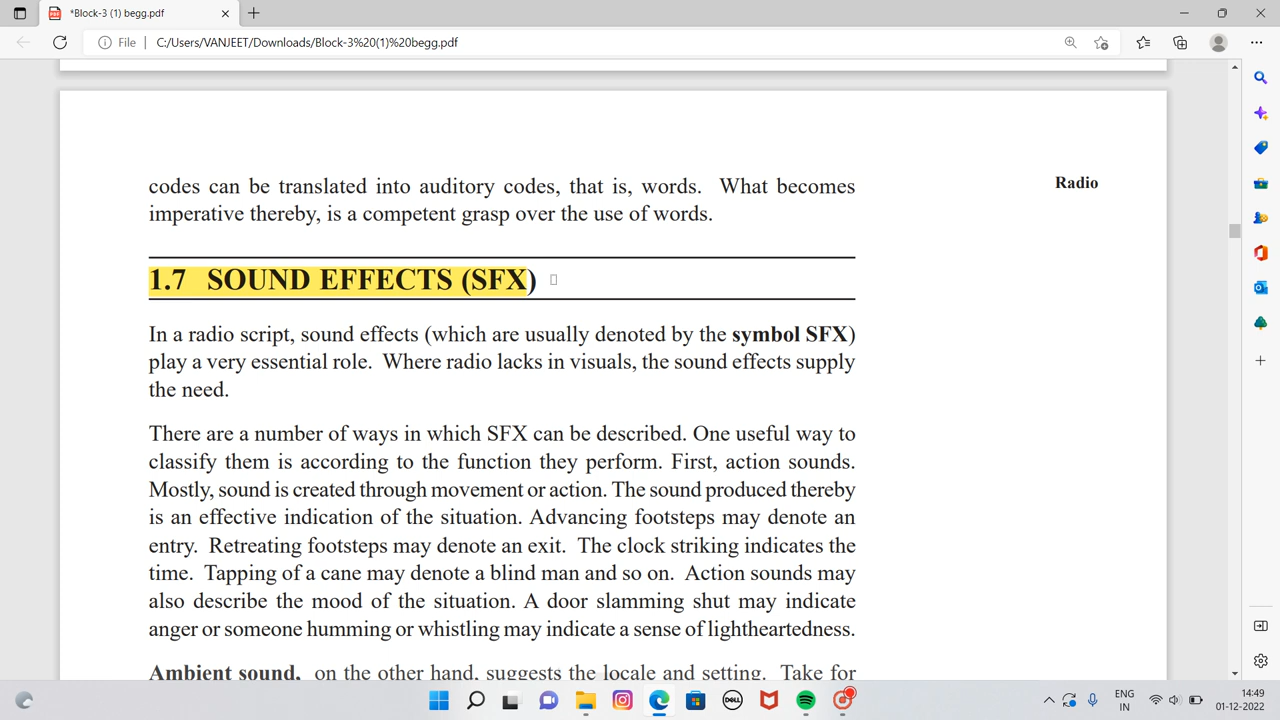 *Block-3 (1) begg.pdf
File | C:/Users/VANJEET/Downloads/Block-3%20(1)%20begg.pdf
codes can be translated into auditory codes, that is, words. What becomes
imperative thereby, is a competent grasp over the use of words.
Radio
1.7 SOUND EFFECTS (SFX)
In a radio script, sound effects (which are usually denoted by the symbol SFX)
play a very essential role. Where radio lacks in visuals, the sound effects supply
the need.
There are a number of ways in which SFX can be described. One useful way to
classify them is according to the function they perform. First, action sounds.
Mostly, sound is created through movement or action. The sound produced thereby
is an effective indication of the situation. Advancing footsteps may denote an
entry. Retreating footsteps may denote an exit. The clock striking indicates the
time. Tapping of a cane may denote a blind man and so on. Action sounds may
also describe the mood of the situation. A door slamming shut may indicate
anger or someone humming or whistling may indicate a sense of lightheartedness.
Ambient sound, on the other hand, suggests the locale and setting. Take for
DELL
ENG
IN
14:49
01-12-2022